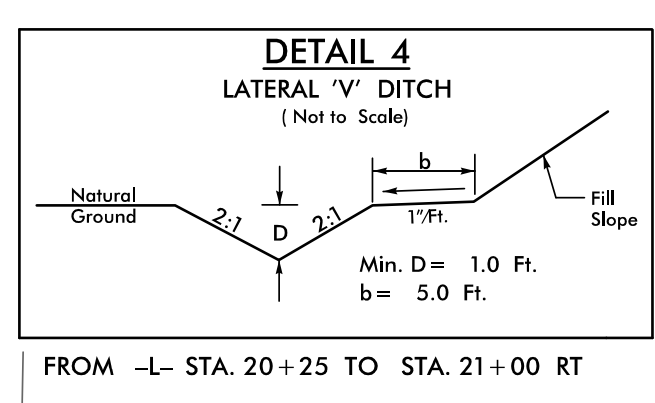 DETAIL 4
LATERAL 'V' DITCH
( Not to Scale)
b
Natural
Ground
2:1
D
2:1
1"/Ft.
Fill
Slope
Min. D= 1.0 Ft.
b= 5.0 Ft.
FROM -L- STA. 20+25 TO STA. 21+00 RT